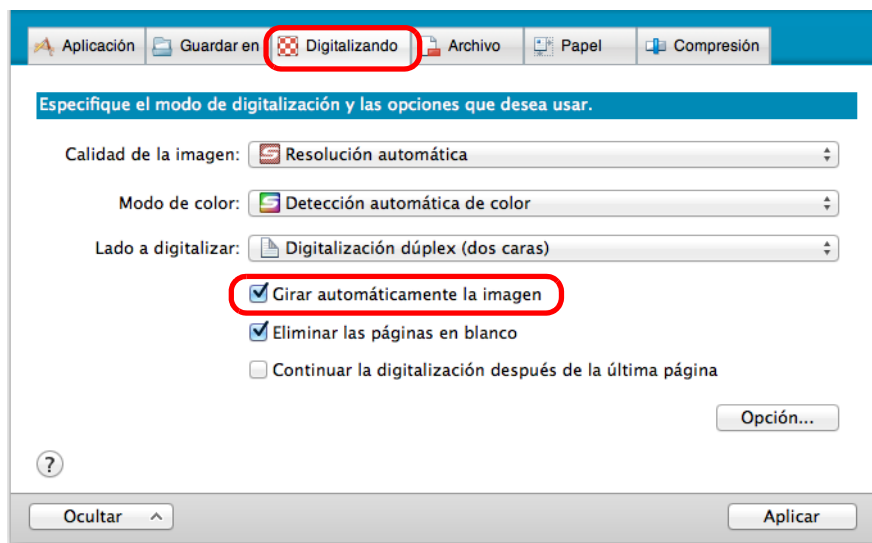 Aplicación Guardar en Digitalizando Archivo Papel Compresión
Especifique el modo de digitalización y las opciones que desea usar.
Calidad de la imagen: Resolución automática
Modo de color: Detección automática de color
Lado a digitalizar: Digitalización dúplex (dos caras)
Girar automáticamente la imagen
Eliminar las páginas en blanco
Continuar la digitalización después de la última página
Opción...
?
Ocultar Aplicar